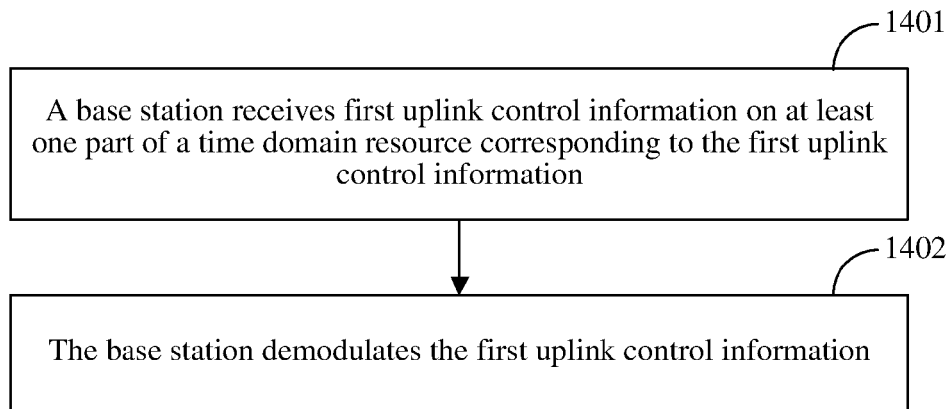 1401
A base station receives first uplink control information on at least
one part of a time domain resource corresponding to the first uplink
control information
1402
The base station demodulates the first uplink control information